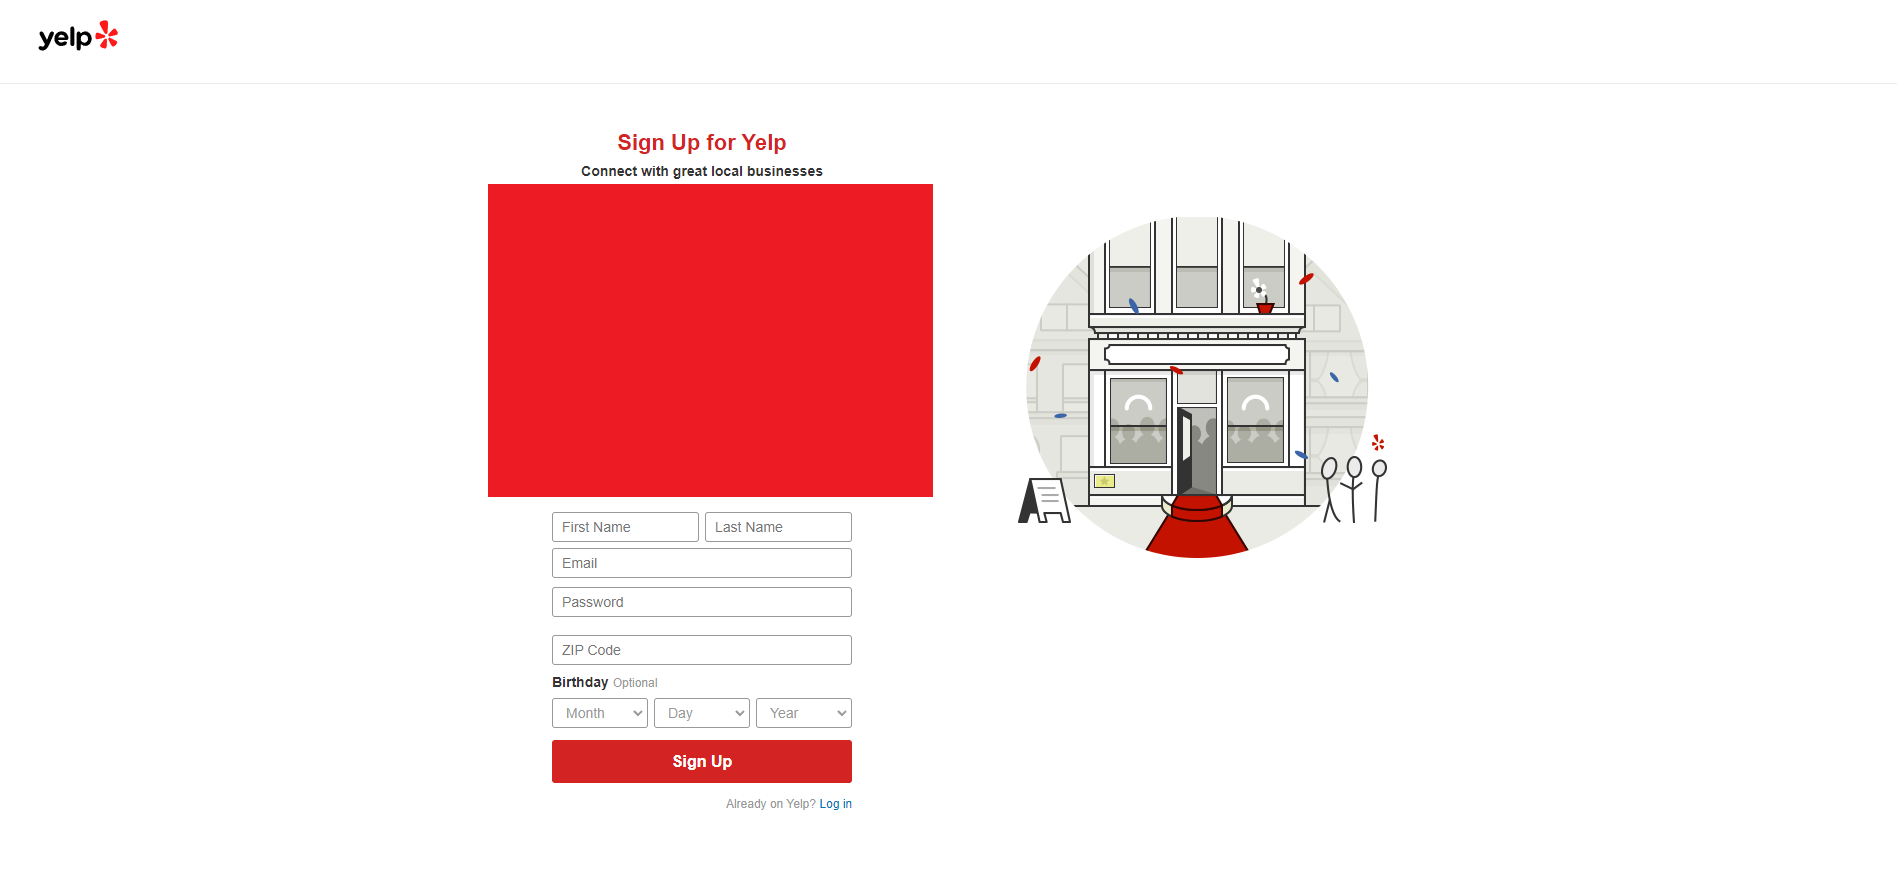 yelp
Sign Up for Yelp
Connect with great local businesses
First Name Last Name
Email
Password
ZIP Code
Birthday Optional
Month Day Year
Sign Up
Already on Yelp? Log in